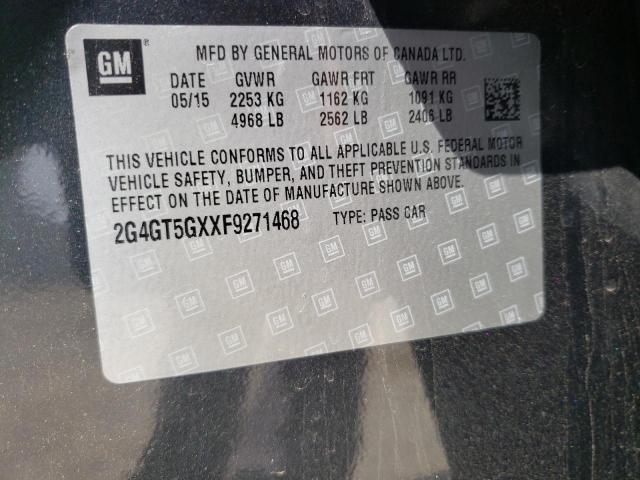 GM
MFD BY GENERAL MOTORS OF CANADA LTD.
DATE GVWR GAWR FRT GAWR RR
05/15 2253 KG 1162 KG 1091 KG
4968 LB 2562 LB 2406 LB
THIS VEHICLE CONFORMS TO ALL APPLICABLE U.S. FEDERAL MOTOR
VEHICLE SAFETY, BUMPER, AND THEFT PREVENTION STANDARDS IN
EFFECT ON THE DATE OF MANUFACTURE SHOWN ABOVE.
2G4GT5GXXF9271468 TYPE: PASS CAR